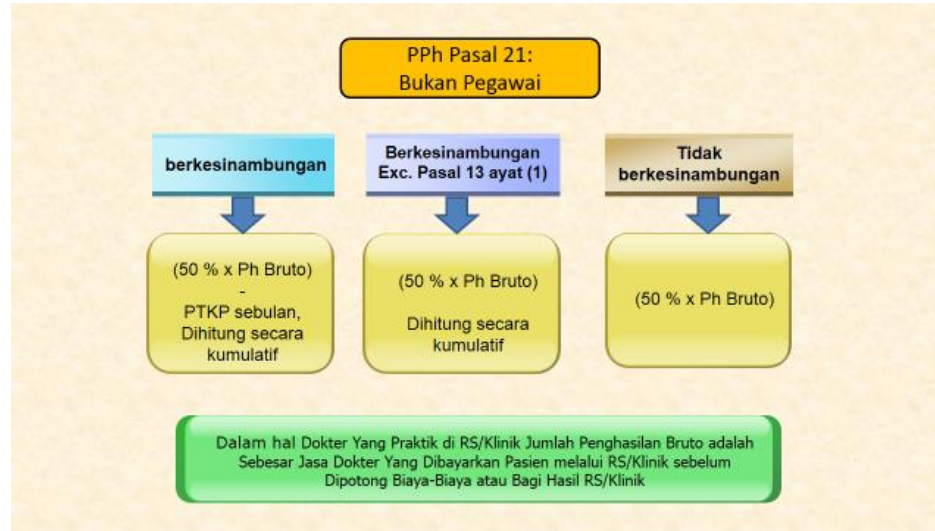 PPh Pasal 21:
Bukan Pegawai
berkesinambungan
Berkesinambungan
Exc. Pasal 13 ayat (1)
Tidak
berkesinambungan
(50 % x Ph Bruto)
-
PTKP sebulan,
Dihitung secara
kumulatif
(50 % x Ph Bruto)
Dihitung secara
kumulatif
(50 % x Ph Bruto)
Dalam hal Dokter Yang Praktik di RS/Klinik Jumlah Penghasilan Bruto adalah
Sebesar Jasa Dokter Yang Dibayarkan Pasien melalui RS/Klinik sebelum
Dipotong Biaya-Biaya atau Bagi Hasil RS/Klinik